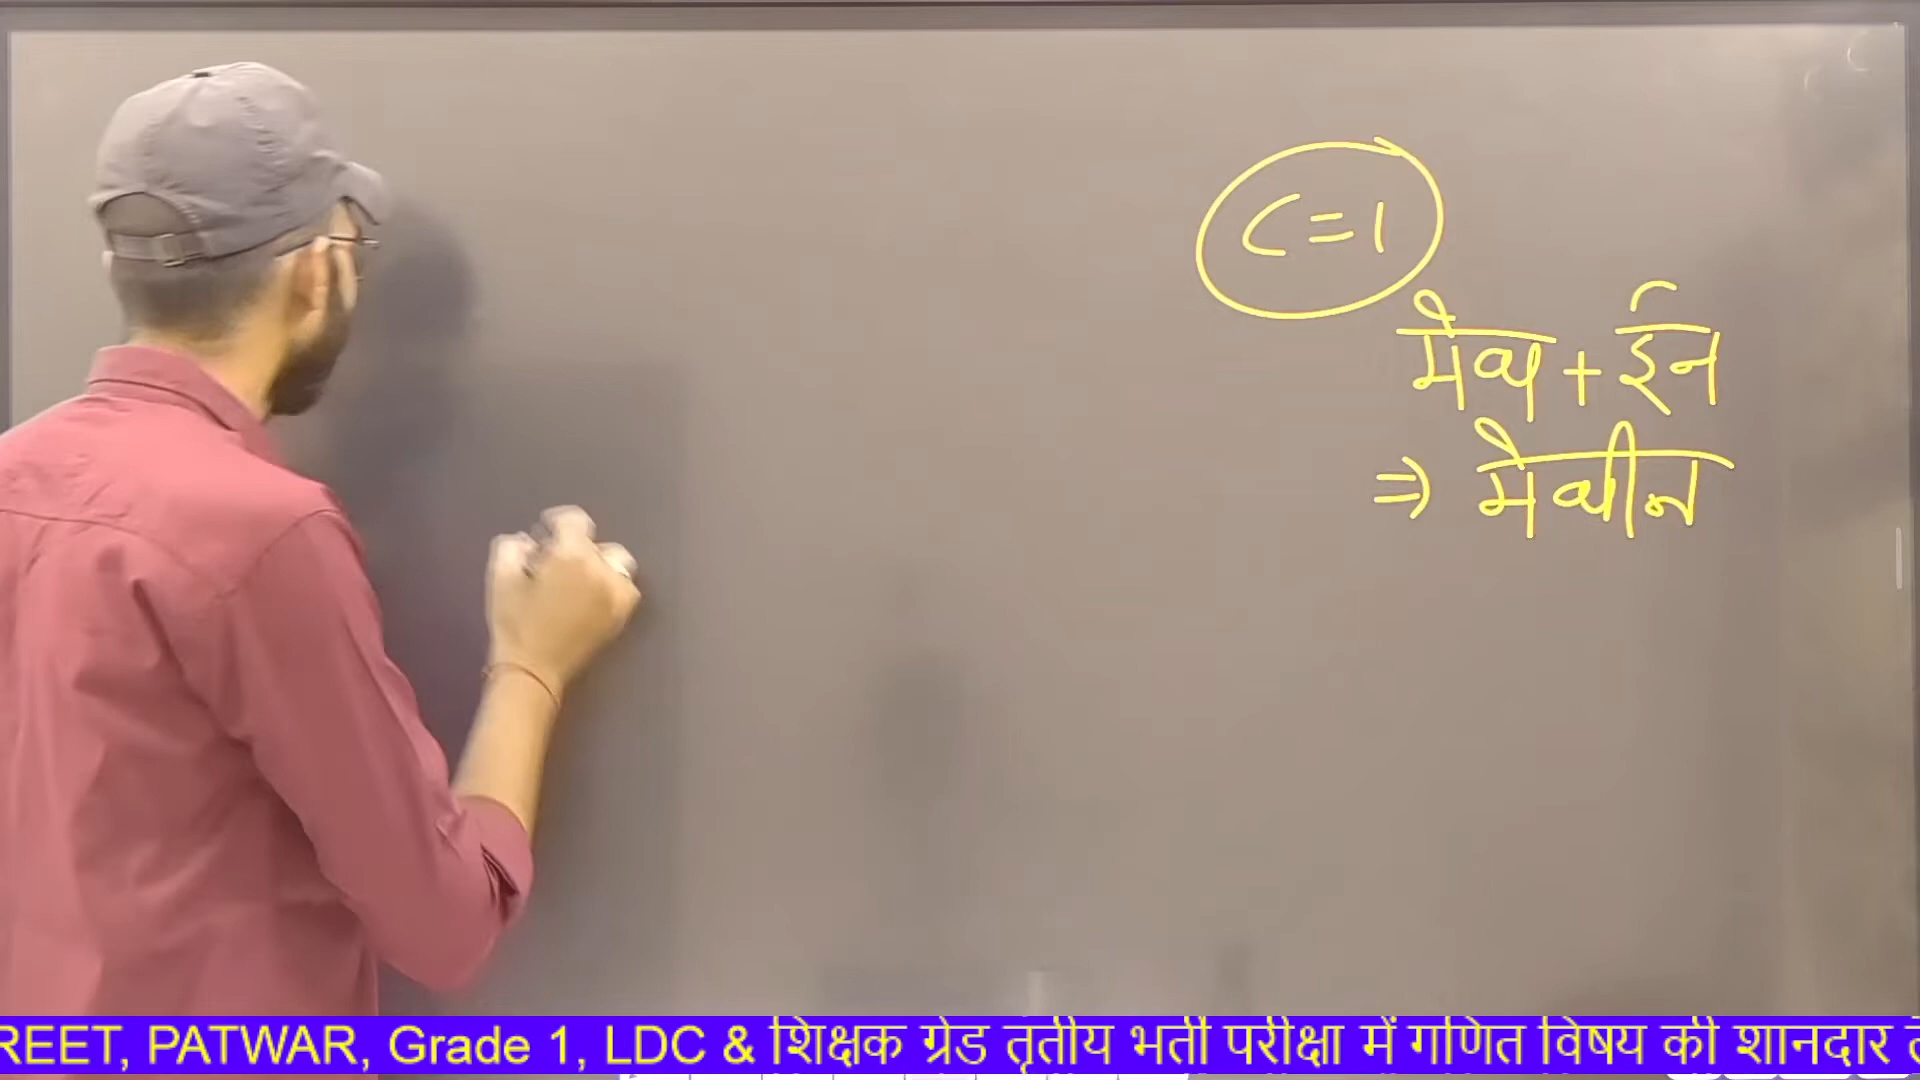 C=1
मैथ + ईन
⇒ मैथीन
REET, PATWAR, Grade 1, LDC & शिक्षक ग्रेड तृतीय भर्ती परीक्षा में गणित विषय की शानदार